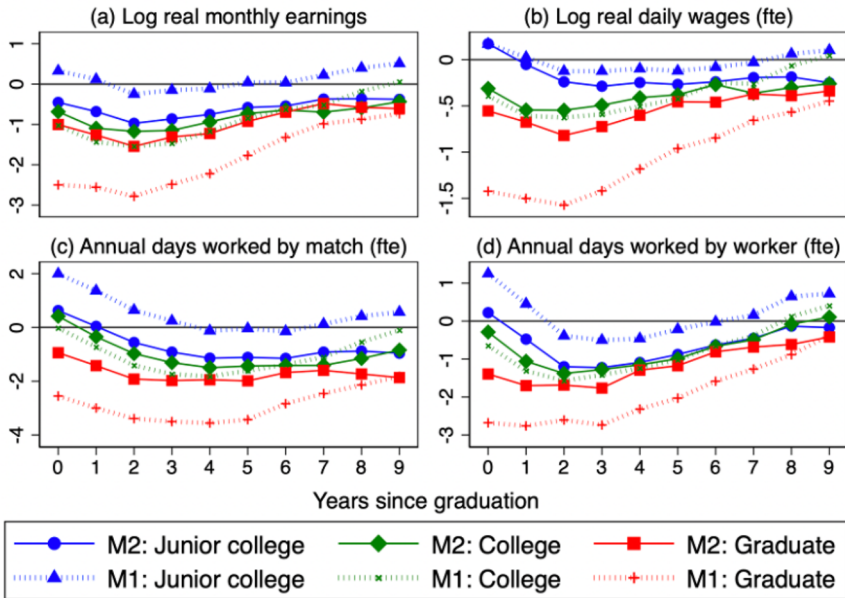 (a) Log real monthly earnings
1
0
-1
-2
-3
(b) Log real daily wages (fte)
0
-.5
-1
-1.5
(c) Annual days worked by match (fte)
2
0
-2
-4
0 1 2 3 4 5 6 7 8 9
(d) Annual days worked by worker (fte)
1
0
-1
-2
-3
0 1 2 3 4 5 6 7 8 9
Years since graduation
M2: Junior college M2: College M2: Graduate
M1: Junior college M1: College M1: Graduate